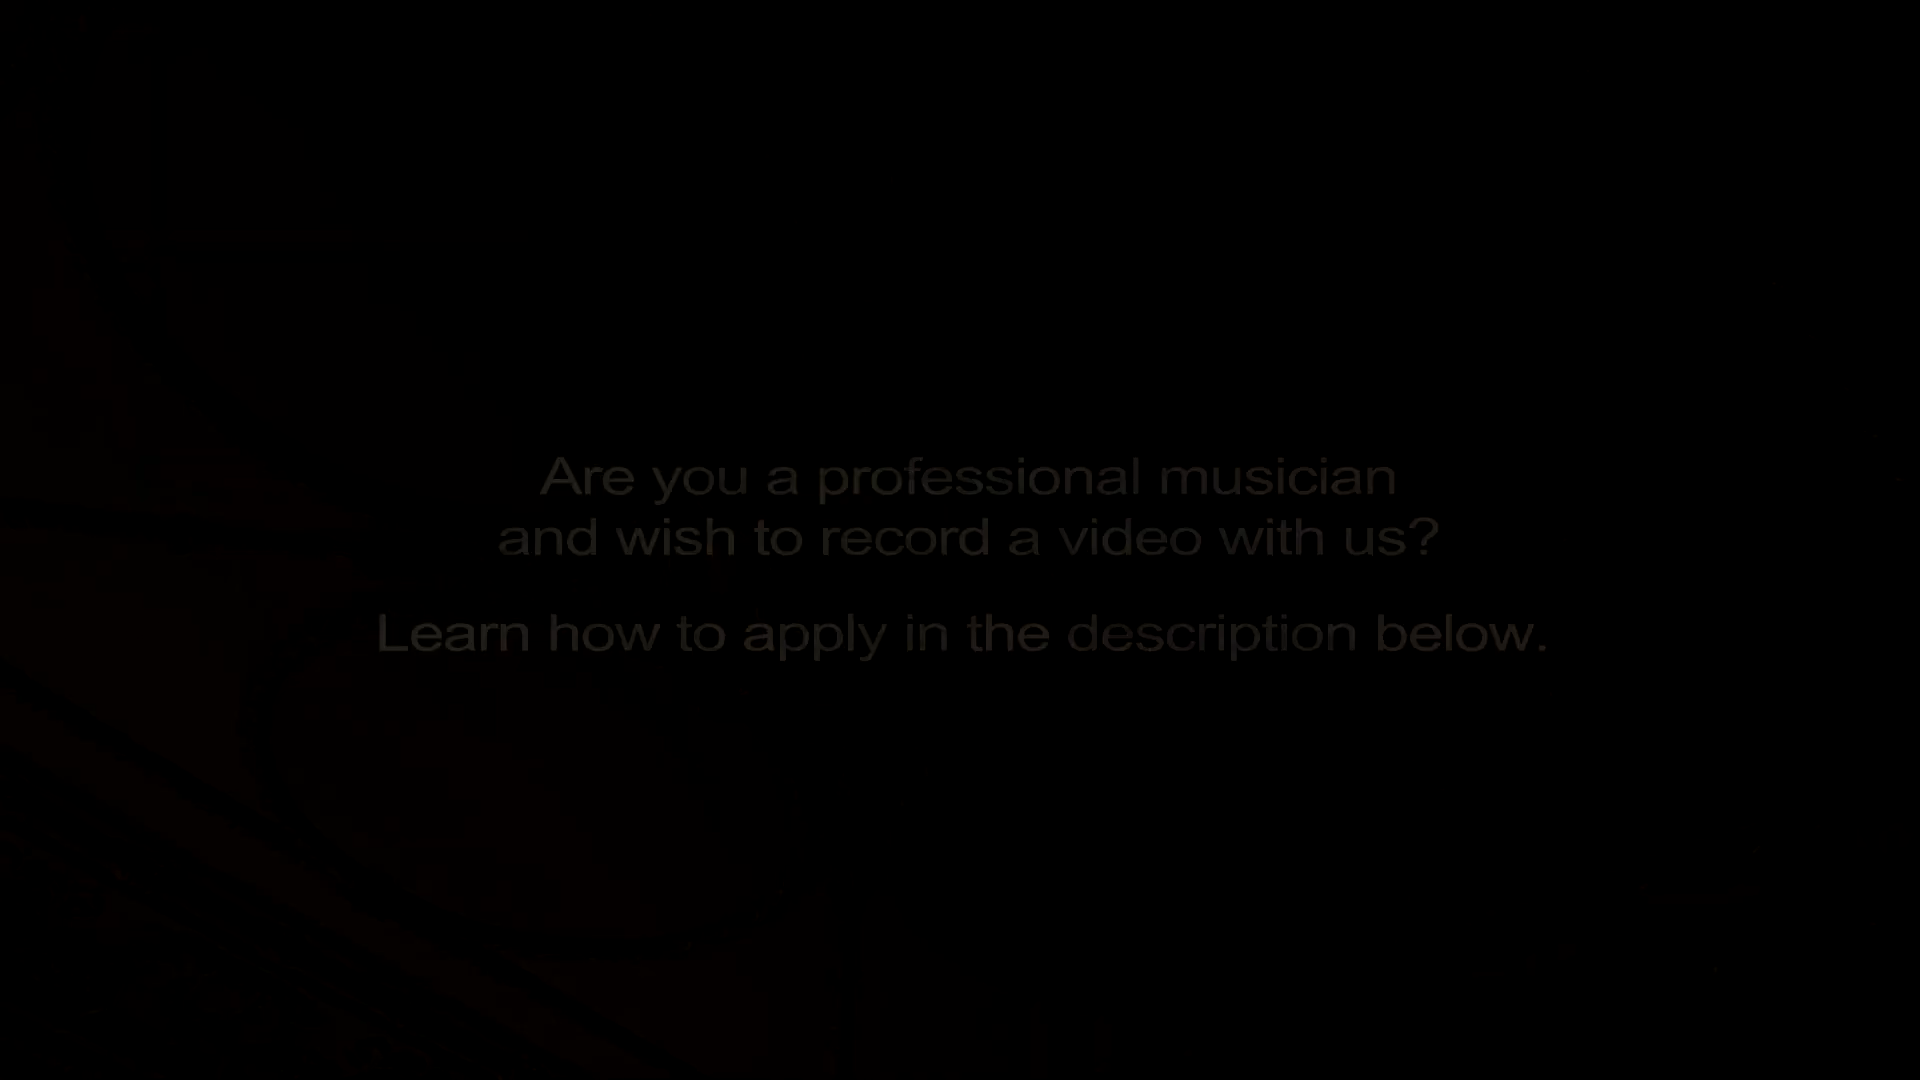 Are you a professional musician
and wish to record a video with us?
Learn how to apply in the description below.